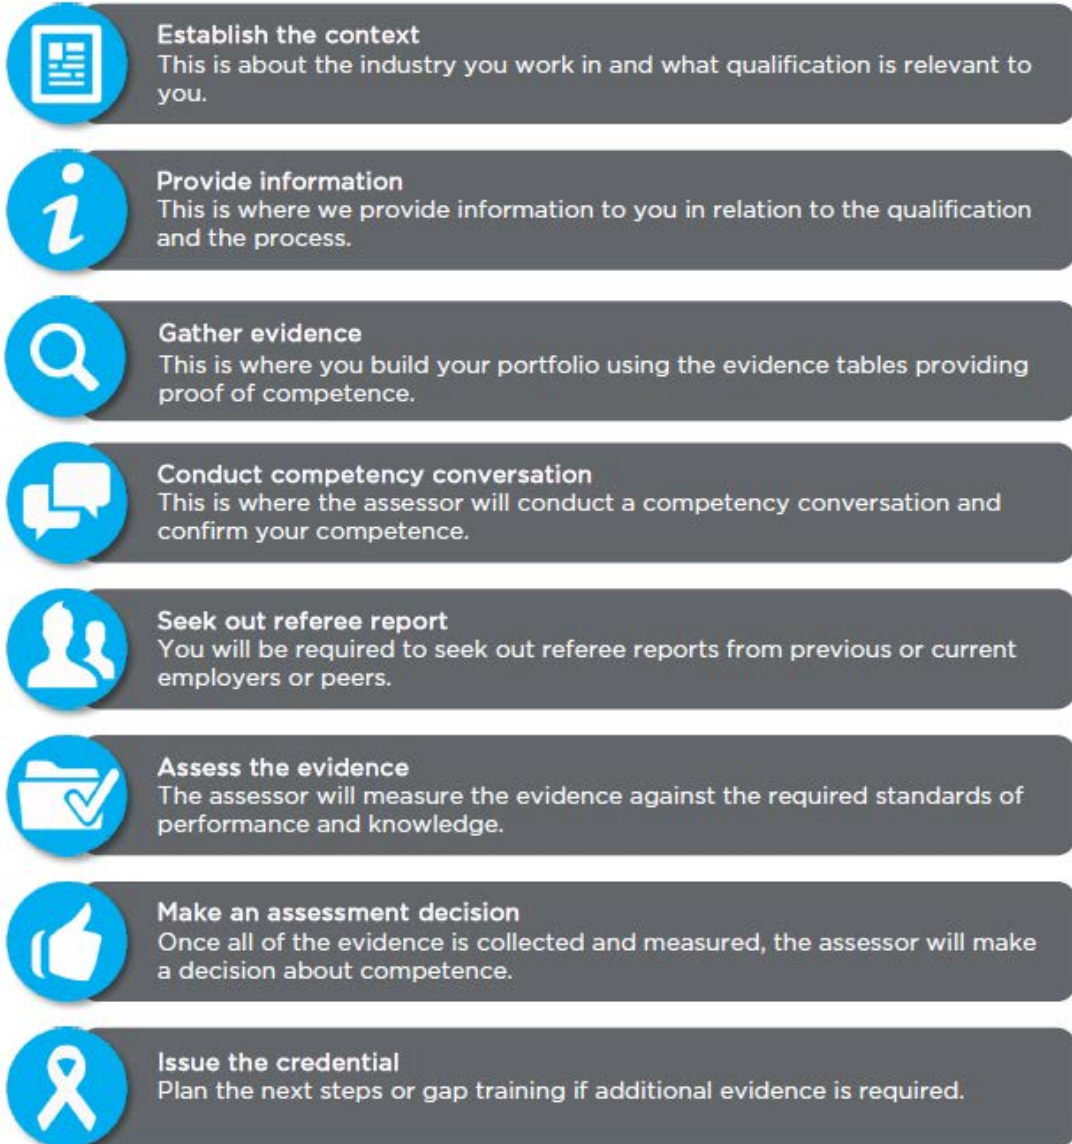 Establish the context
This is about the industry you work in and what qualification is relevant to
you.
Provide information
This is where we provide information to you in relation to the qualification
and the process.
Gather evidence
This is where you build your portfolio using the evidence tables providing
proof of competence.
Conduct competency conversation
This is where the assessor will conduct a competency conversation and
confirm your competence.
Seek out referee report
You will be required to seek out referee reports from previous or current
employers or peers.
Assess the evidence
The assessor will measure the evidence against the required standards of
performance and knowledge.
Make an assessment decision
Once all of the evidence is collected and measured, the assessor will make
a decision about competence.
Issue the credential
Plan the next steps or gap training if additional evidence is required.